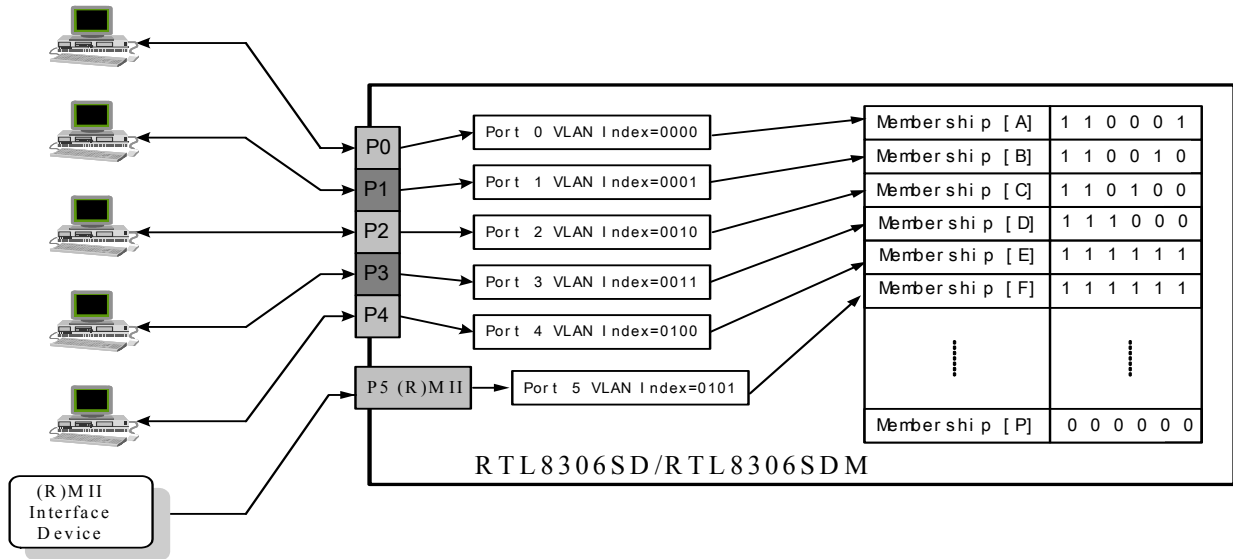 P0
P1
P2
P3
P4
P5 (R)MII
Port 0 VLAN Index=0000
Port 1 VLAN Index=0001
Port 2 VLAN Index=0010
Port 3 VLAN Index=0011
Port 4 VLAN Index=0100
Port 5 VLAN Index=0101
Membership [A] 1 1 0 0 0 1
Membership [B] 1 1 0 0 1 0
Membership [C] 1 1 0 1 0 0
Membership [D] 1 1 1 0 0 0
Membership [E] 1 1 1 1 1 1
Membership [F] 1 1 1 1 1 1
Membership [P] 0 0 0 0 0 0
RTL8306SD/RTL8306SDM
(R)MII
Interface
Device